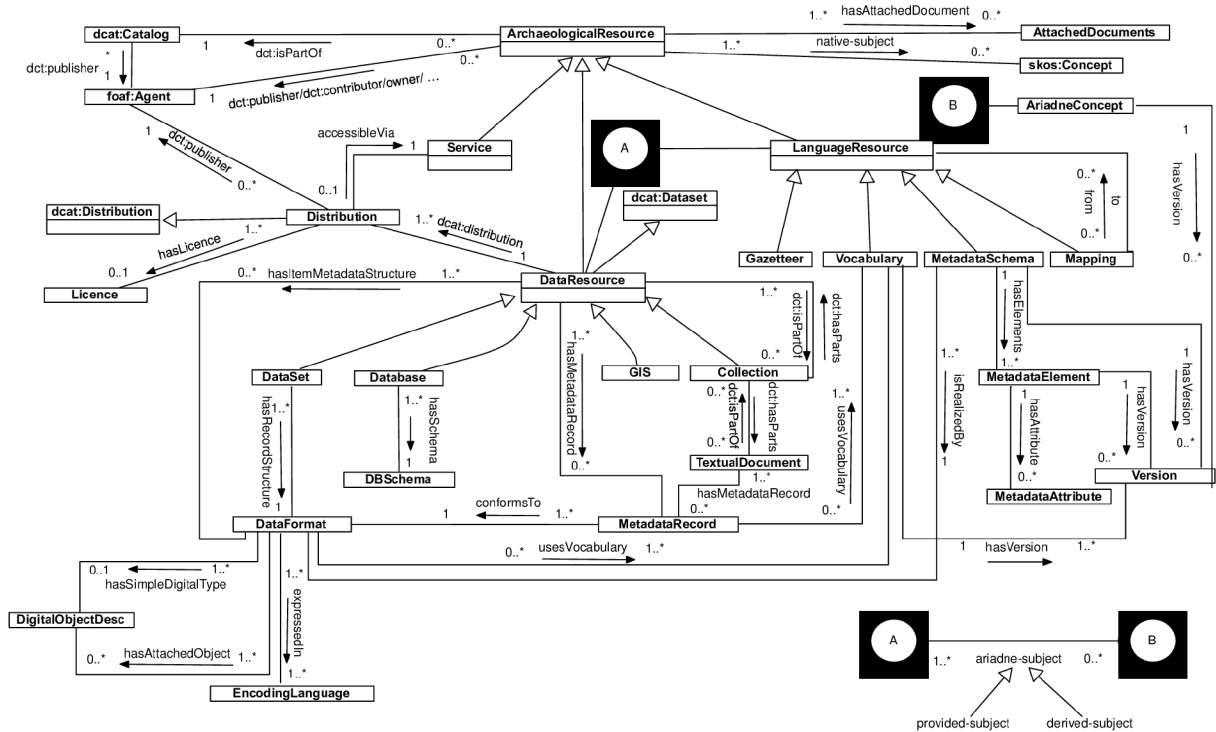 hasAttachedDocument
1..* 0..*
dcat:Catalog
ArchaeologicalResource
AttachedDocuments
1 dct:isPartOf 0..*
1..* native-subject 0..*
skos:Concept
*
dct:publisher
1
foaf:Agent
1 dct:publisher/dct:contributor/owner/ ... 0..*
B
AriadneConcept
1
dct:publisher
0..*
accessibleVia
1
0..1
Service
A
LanguageResource
1
hasVersion
0..*
dcat:Distribution
Distribution
dcat:Dataset
0..*
to
from
0..*
hasLicence
1..*
0..1
Licence
1..*
dcat:distribution
1
Gazetteer
Vocabulary
MetadataSchema
Mapping
0..* hasItemMetadataStructure 1..*
DataResource
1..*
dct:isPartOf
dct:hasParts
0..*
1
hasElements
1..*
1..*
hasMetadataRecord
0..*
DataSet
Database
GIS
Collection
MetadataElement
1..*
hasRecordStructure
1
1..*
hasSchema
1
0..*
dct:isPartOf
dct:hasParts
0..*
1..*
usesVocabulary
0..*
1..*
isRealizedBy
1
1
hasAttribute
0..*
1
hasVersion
0..*
1
hasVersion
0..*
DBSchema
TextualDocument
1..*
hasMetadataRecord
0..*
Version
MetadataAttribute
DataFormat
1 conformsTo 1..*
MetadataRecord
0..* usesVocabulary 1..*
1 hasVersion 1..*
0..1 1..*
hasSimpleDigitalType
1..*
expressedIn
1..*
DigitalObjectDesc
0..* hasAttachedObject 1..*
EncodingLanguage
A
B
1..* ariadne-subject 0..*
provided-subject
derived-subject